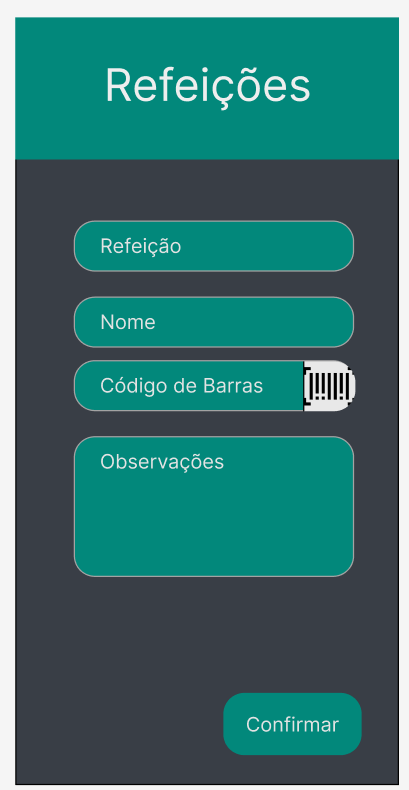 Refeições
Refeição
Nome
Código de Barras
Observações
Confirmar